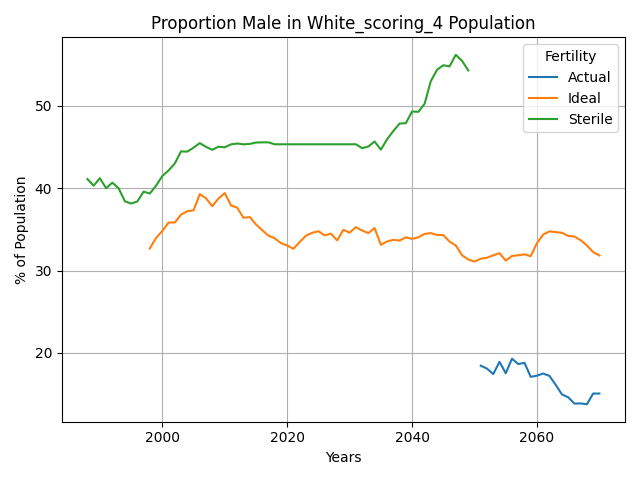 Proportion Male in White_scoring_4 Population
Fertility
Actual
Ideal
Sterile
% of Population
50
40
30
20
2000
2020
2040
2060
Years